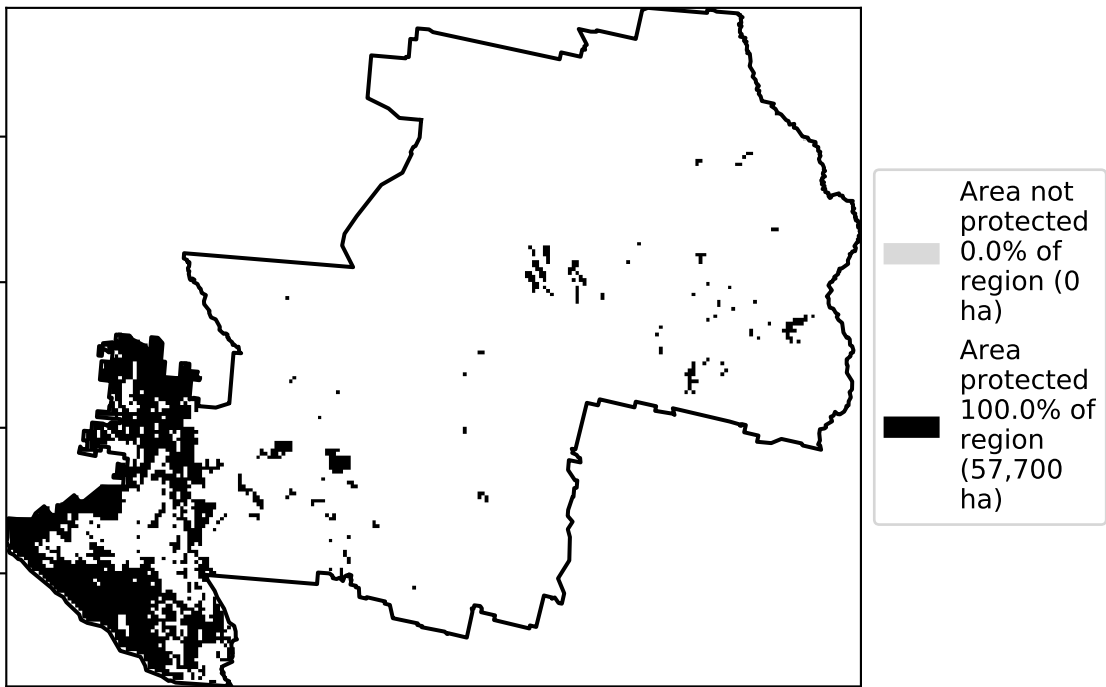 Area not
protected
0.0% of
region (0
ha)
Area
protected
100.0% of
region
(57,700
ha)